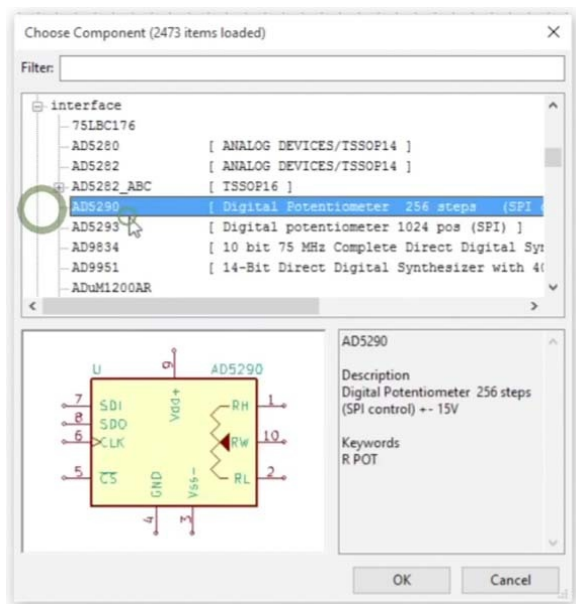 Choose Component (2473 items loaded)
Filter:
interface
75LBC176
AD5280 [ ANALOG DEVICES/TSSOP14 ]
AD5282 [ ANALOG DEVICES/TSSOP14 ]
AD5282_ABC [ TSSOP16 ]
AD5290 [ Digital Potentiometer 256 steps (SPI
AD5293 [ Digital potentiometer 1024 pos (SPI) ]
AD9834 [ 10 bit 75 MHz Complete Direct Digital
AD9951 [ 14-Bit Direct Digital Synthesizer with
ADuM1200AR
U AD5290
9
Vdd+
7 SDI
8 SDO
6 CLK
5 CS
RH 1
RW 10
RL 2
GND Vss-
4 3
AD5290
Description
Digital Potentiometer 256 steps
(SPI control) +- 15V
Keywords
R POT
OK Cancel